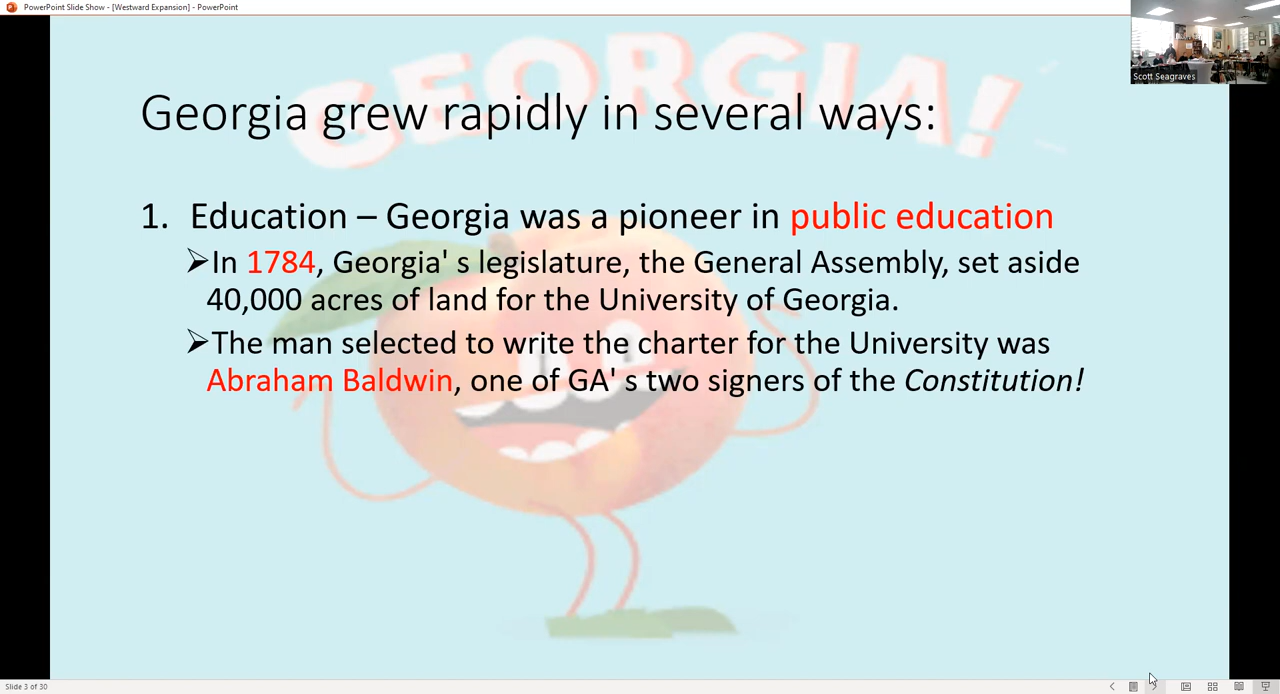 PowerPoint Slide Show - [Westward Expansion] - PowerPoint
Scott Seagraves
GEORGIA!
Georgia grew rapidly in several ways:
1. Education – Georgia was a pioneer in public education
➢In 1784, Georgia' s legislature, the General Assembly, set aside
40,000 acres of land for the University of Georgia.
➢The man selected to write the charter for the University was
Abraham Baldwin, one of GA' s two signers of the Constitution!
Slide 3 of 30